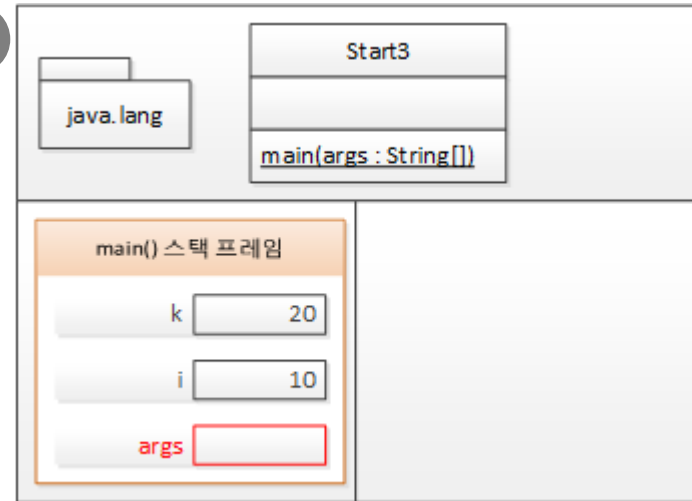 Start3
java.lang
main(args : String[])
main() 스택 프레임
k 20
i 10
args